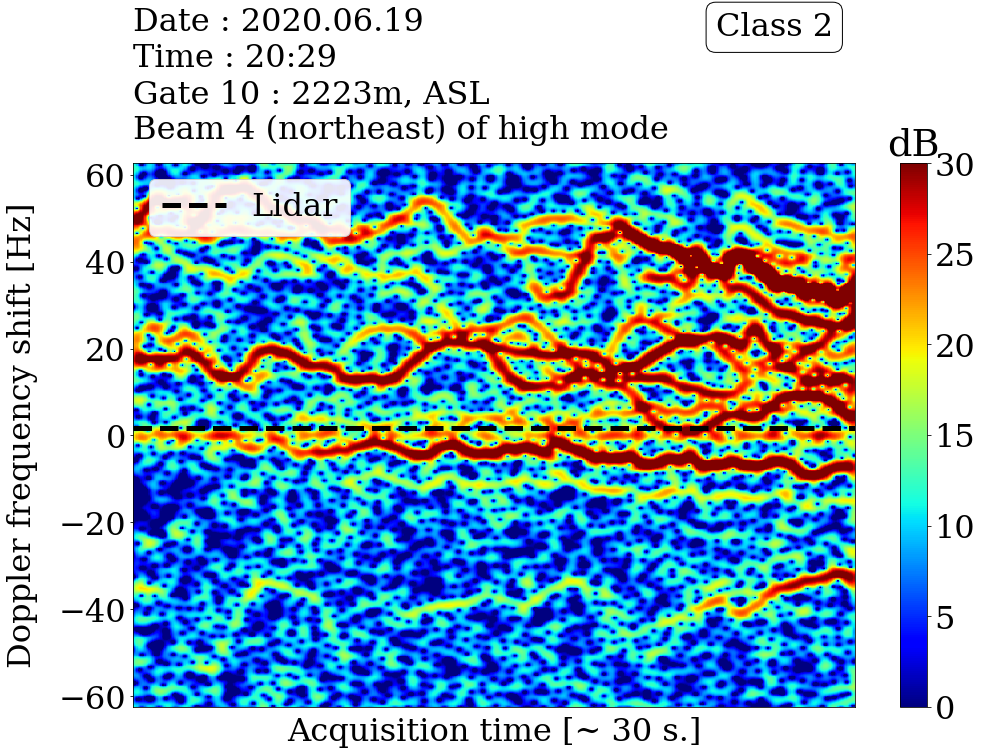 Date : 2020.06.19
Time : 20:29
Gate 10 : 2223m, ASL
Beam 4 (northeast) of high mode
Class 2
dB
Lidar
60
40
20
0
−20
−40
−60
Doppler frequency shift [Hz]
Acquisition time [~ 30 s.]
30
25
20
15
10
5
0